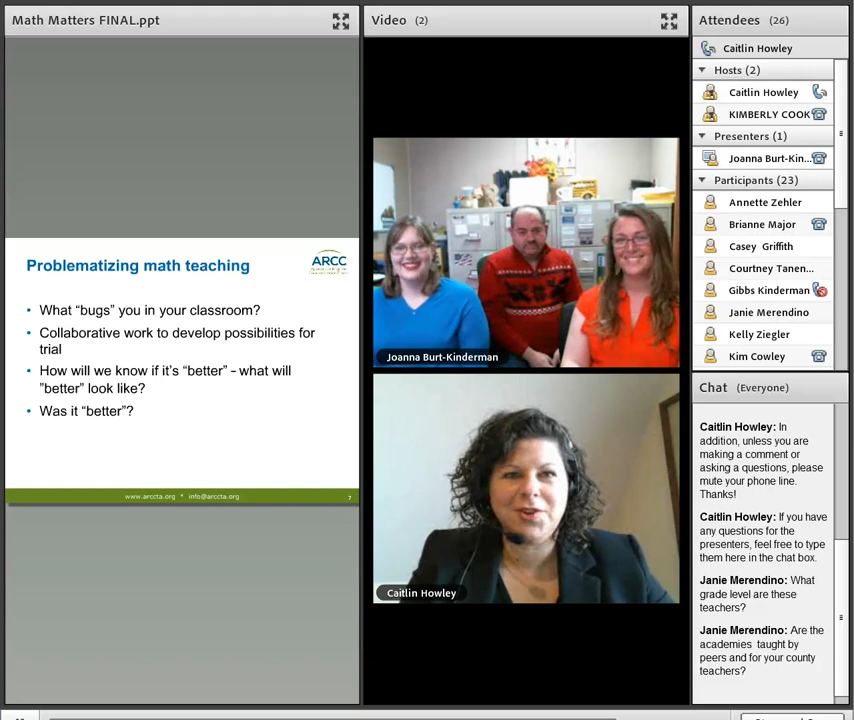 Math Matters FINAL.ppt
Problematizing math teaching
ARCC
• What "bugs" you in your classroom?
• Collaborative work to develop possibilities for
trial
• How will we know if it's "better" – what will
"better" look like?
• Was it "better"?
www.arccta.org * info@arccta.org
7
Video (2)
Joanna Burt-Kinderman
Caitlin Howley
Attendees (26)
Caitlin Howley
Hosts (2)
Caitlin Howley
KIMBERLY COOK
Presenters (1)
Joanna Burt-Kin...
Participants (23)
Annette Zehler
Brianne Major
Casey Griffith
Courtney Tanen...
Gibbs Kinderman
Janie Merendino
Kelly Ziegler
Kim Cowley
Chat (Everyone)
Caitlin Howley: In
addition, unless you are
making a comment or
asking a questions, please
mute your phone line.
Thanks!
Caitlin Howley: If you have
any questions for the
presenters, feel free to type
them here in the chat box.
Janie Merendino: What
grade level are these
teachers?
Janie Merendino: Are the
academies taught by
peers and for your county
teachers?